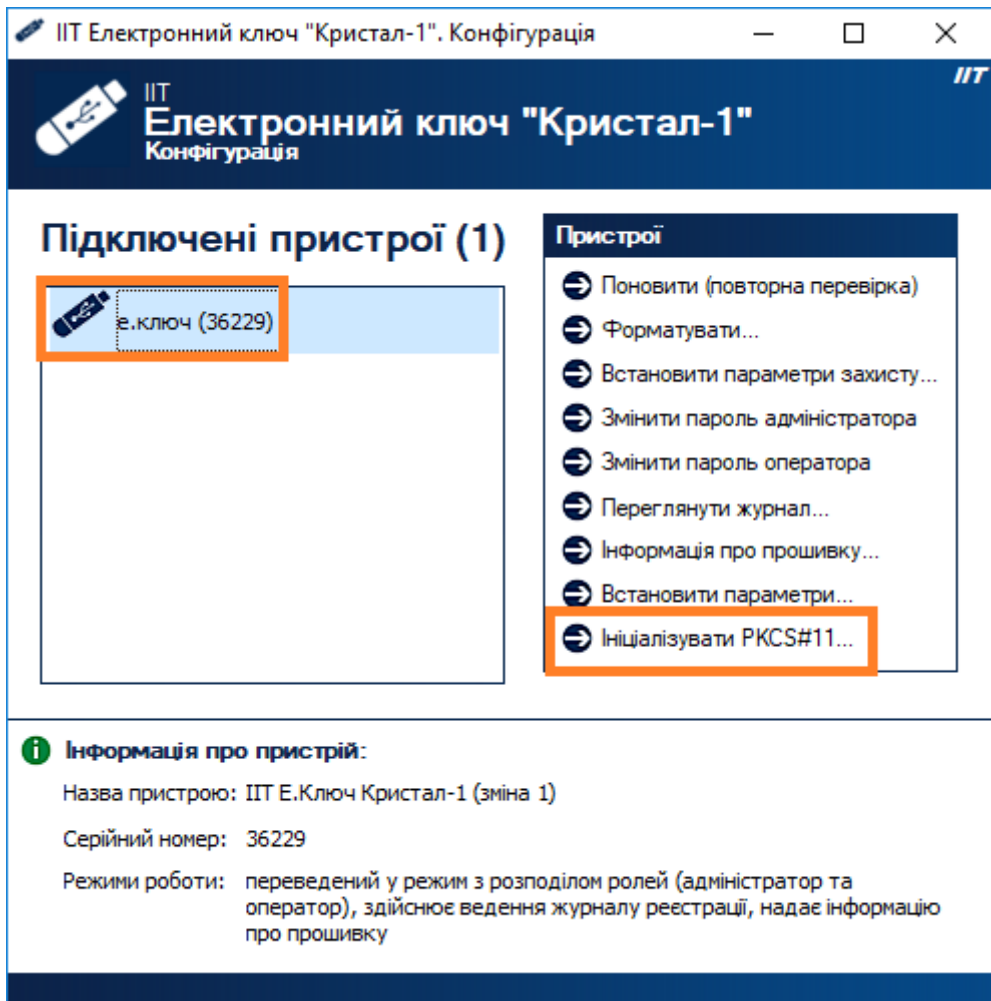 ІІТ Електронний ключ "Кристал-1". Конфігурація
ІІТ
ІІТ
Електронний ключ "Кристал-1"
Конфігурація
Підключені пристрої (1)
е.ключ (36229)
Пристрої
Поновити (повторна перевірка)
Форматувати...
Встановити параметри захисту...
Змінити пароль адміністратора
Змінити пароль оператора
Переглянути журнал...
Інформація про прошивку...
Встановити параметри...
Ініціалізувати PKCS#11...
Інформація про пристрій:
Назва пристрою: ІІТ Е.Ключ Кристал-1 (зміна 1)
Серійний номер: 36229
Режими роботи: переведений у режим з розподілом ролей (адміністратор та
оператор), здійснює ведення журналу реєстрації, надає інформацію
про прошивку